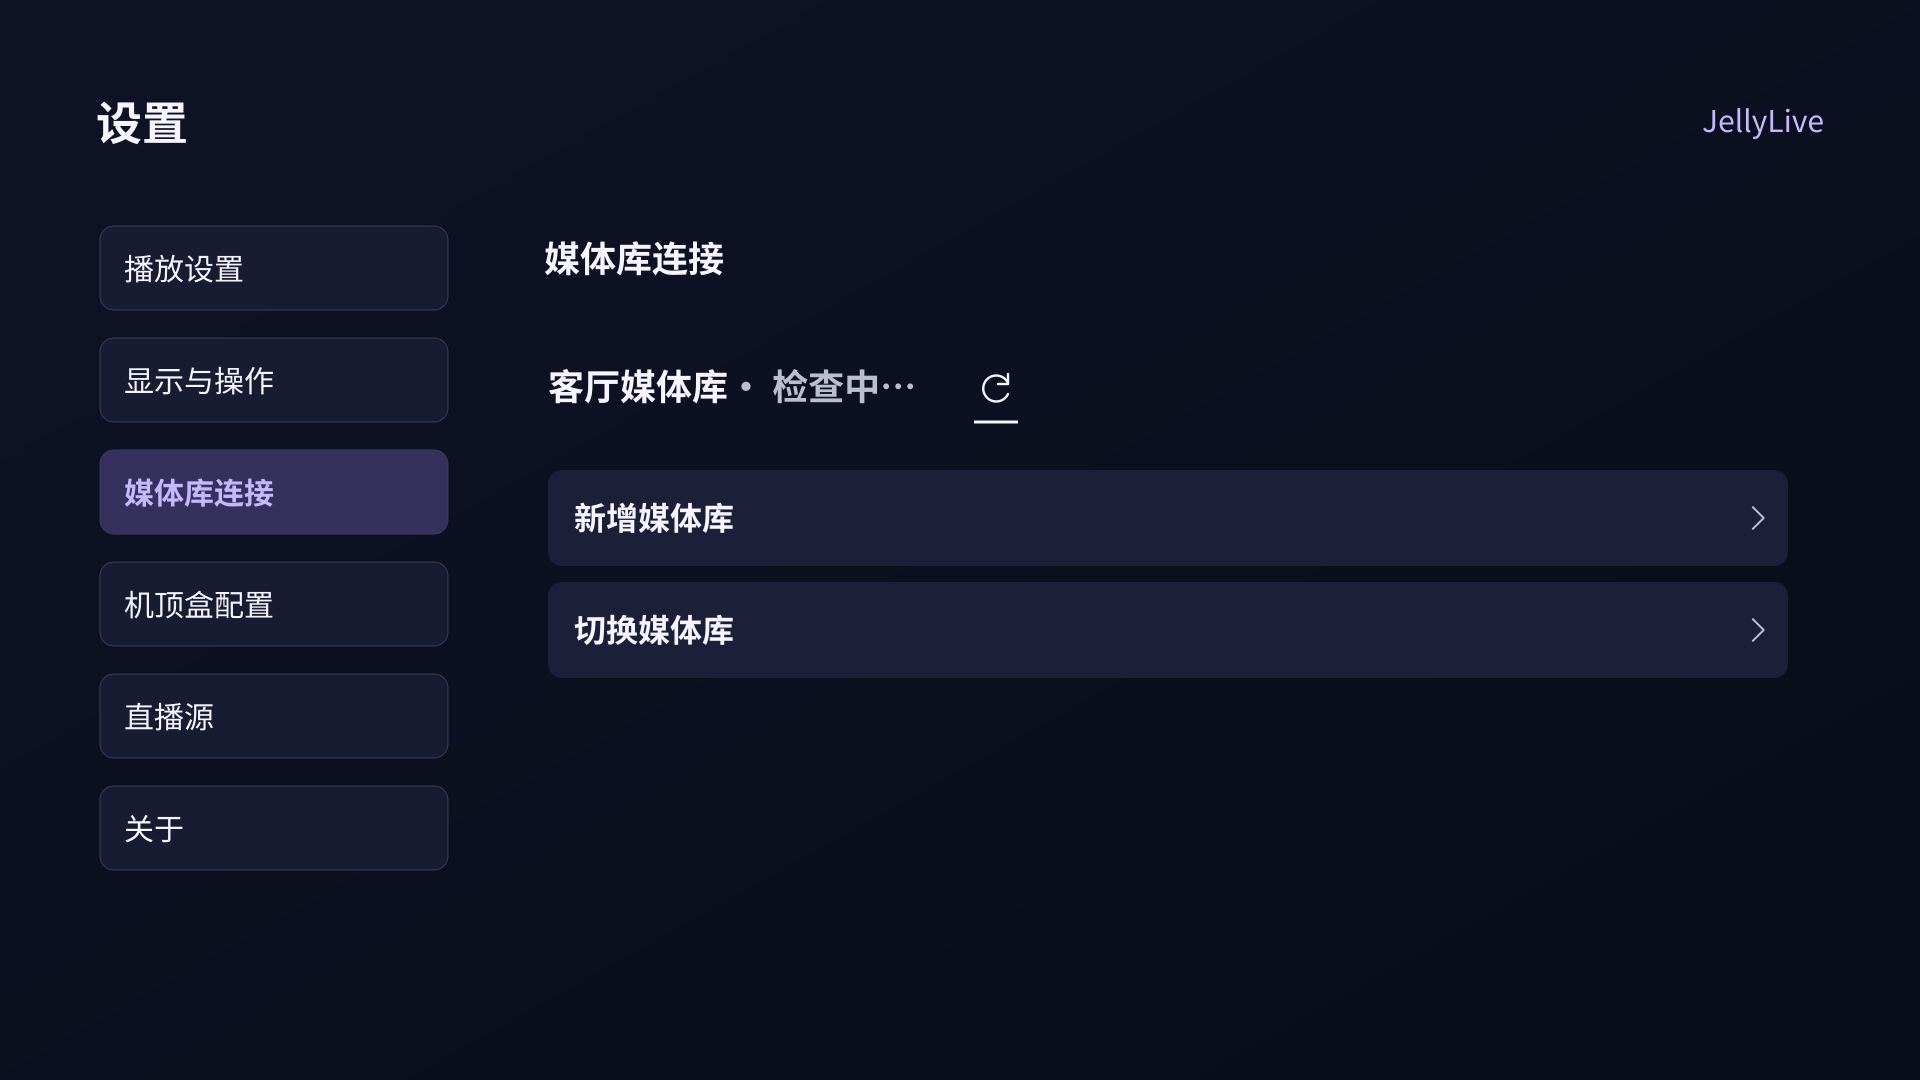 设置
JellyLive
播放设置
显示与操作
媒体库连接
机顶盒配置
直播源
关于
媒体库连接
客厅媒体库 • 检查中…
新增媒体库
切换媒体库